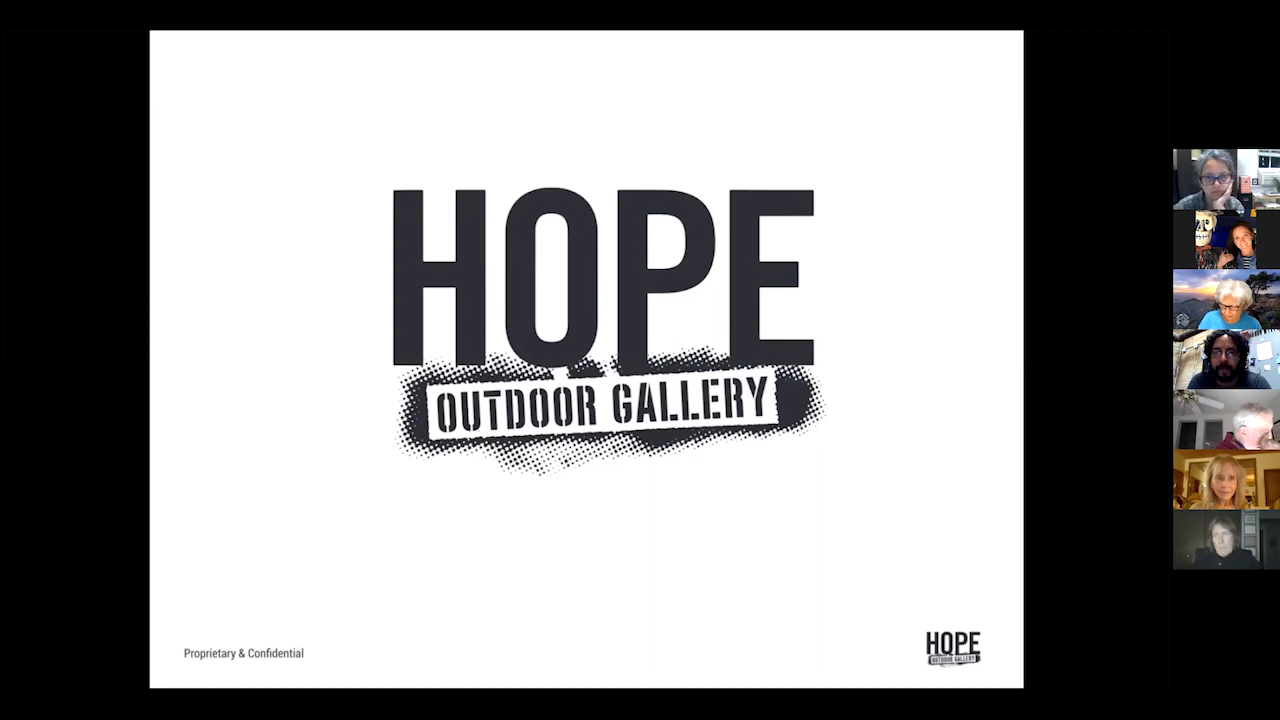 HOPE
OUTDOOR GALLERY
Proprietary & Confidential
HOPE
OUTDOOR GALLERY